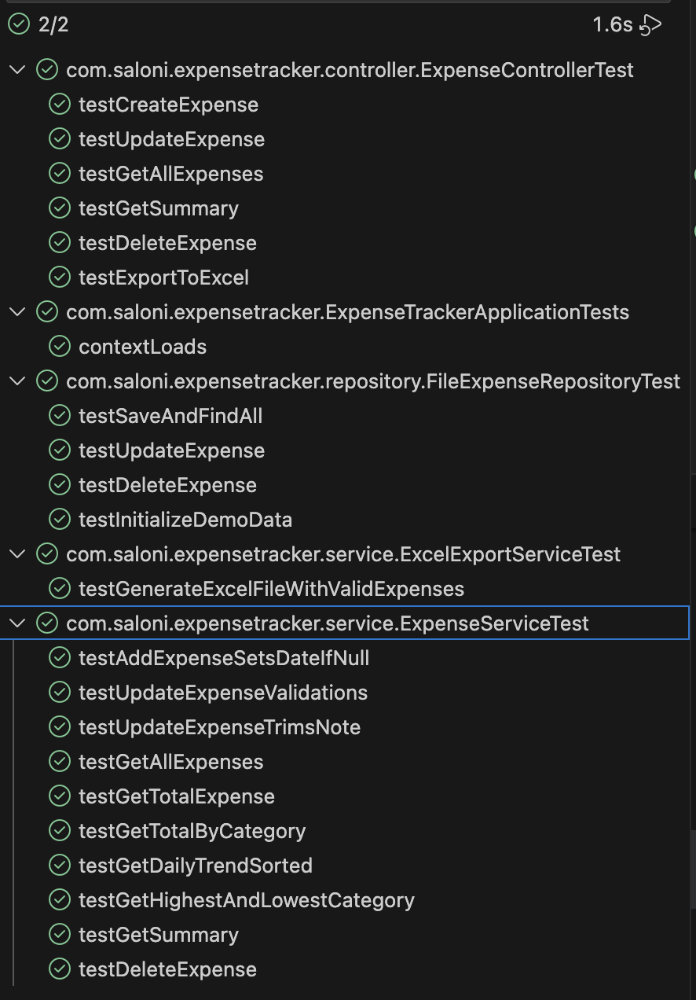 2/2 1.6s
com.saloni.expensetracker.controller.ExpenseControllerTest
testCreateExpense
testUpdateExpense
testGetAllExpenses
testGetSummary
testDeleteExpense
testExportToExcel
com.saloni.expensetracker.ExpenseTrackerApplicationTests
contextLoads
com.saloni.expensetracker.repository.FileExpenseRepositoryTest
testSaveAndFindAll
testUpdateExpense
testDeleteExpense
testInitializeDemoData
com.saloni.expensetracker.service.ExcelExportServiceTest
testGenerateExcelFileWithValidExpenses
com.saloni.expensetracker.service.ExpenseServiceTest
testAddExpenseSetsDateIfNull
testUpdateExpenseValidations
testUpdateExpenseTrimsNote
testGetAllExpenses
testGetTotalExpense
testGetTotalByCategory
testGetDailyTrendSorted
testGetHighestAndLowestCategory
testGetSummary
testDeleteExpense